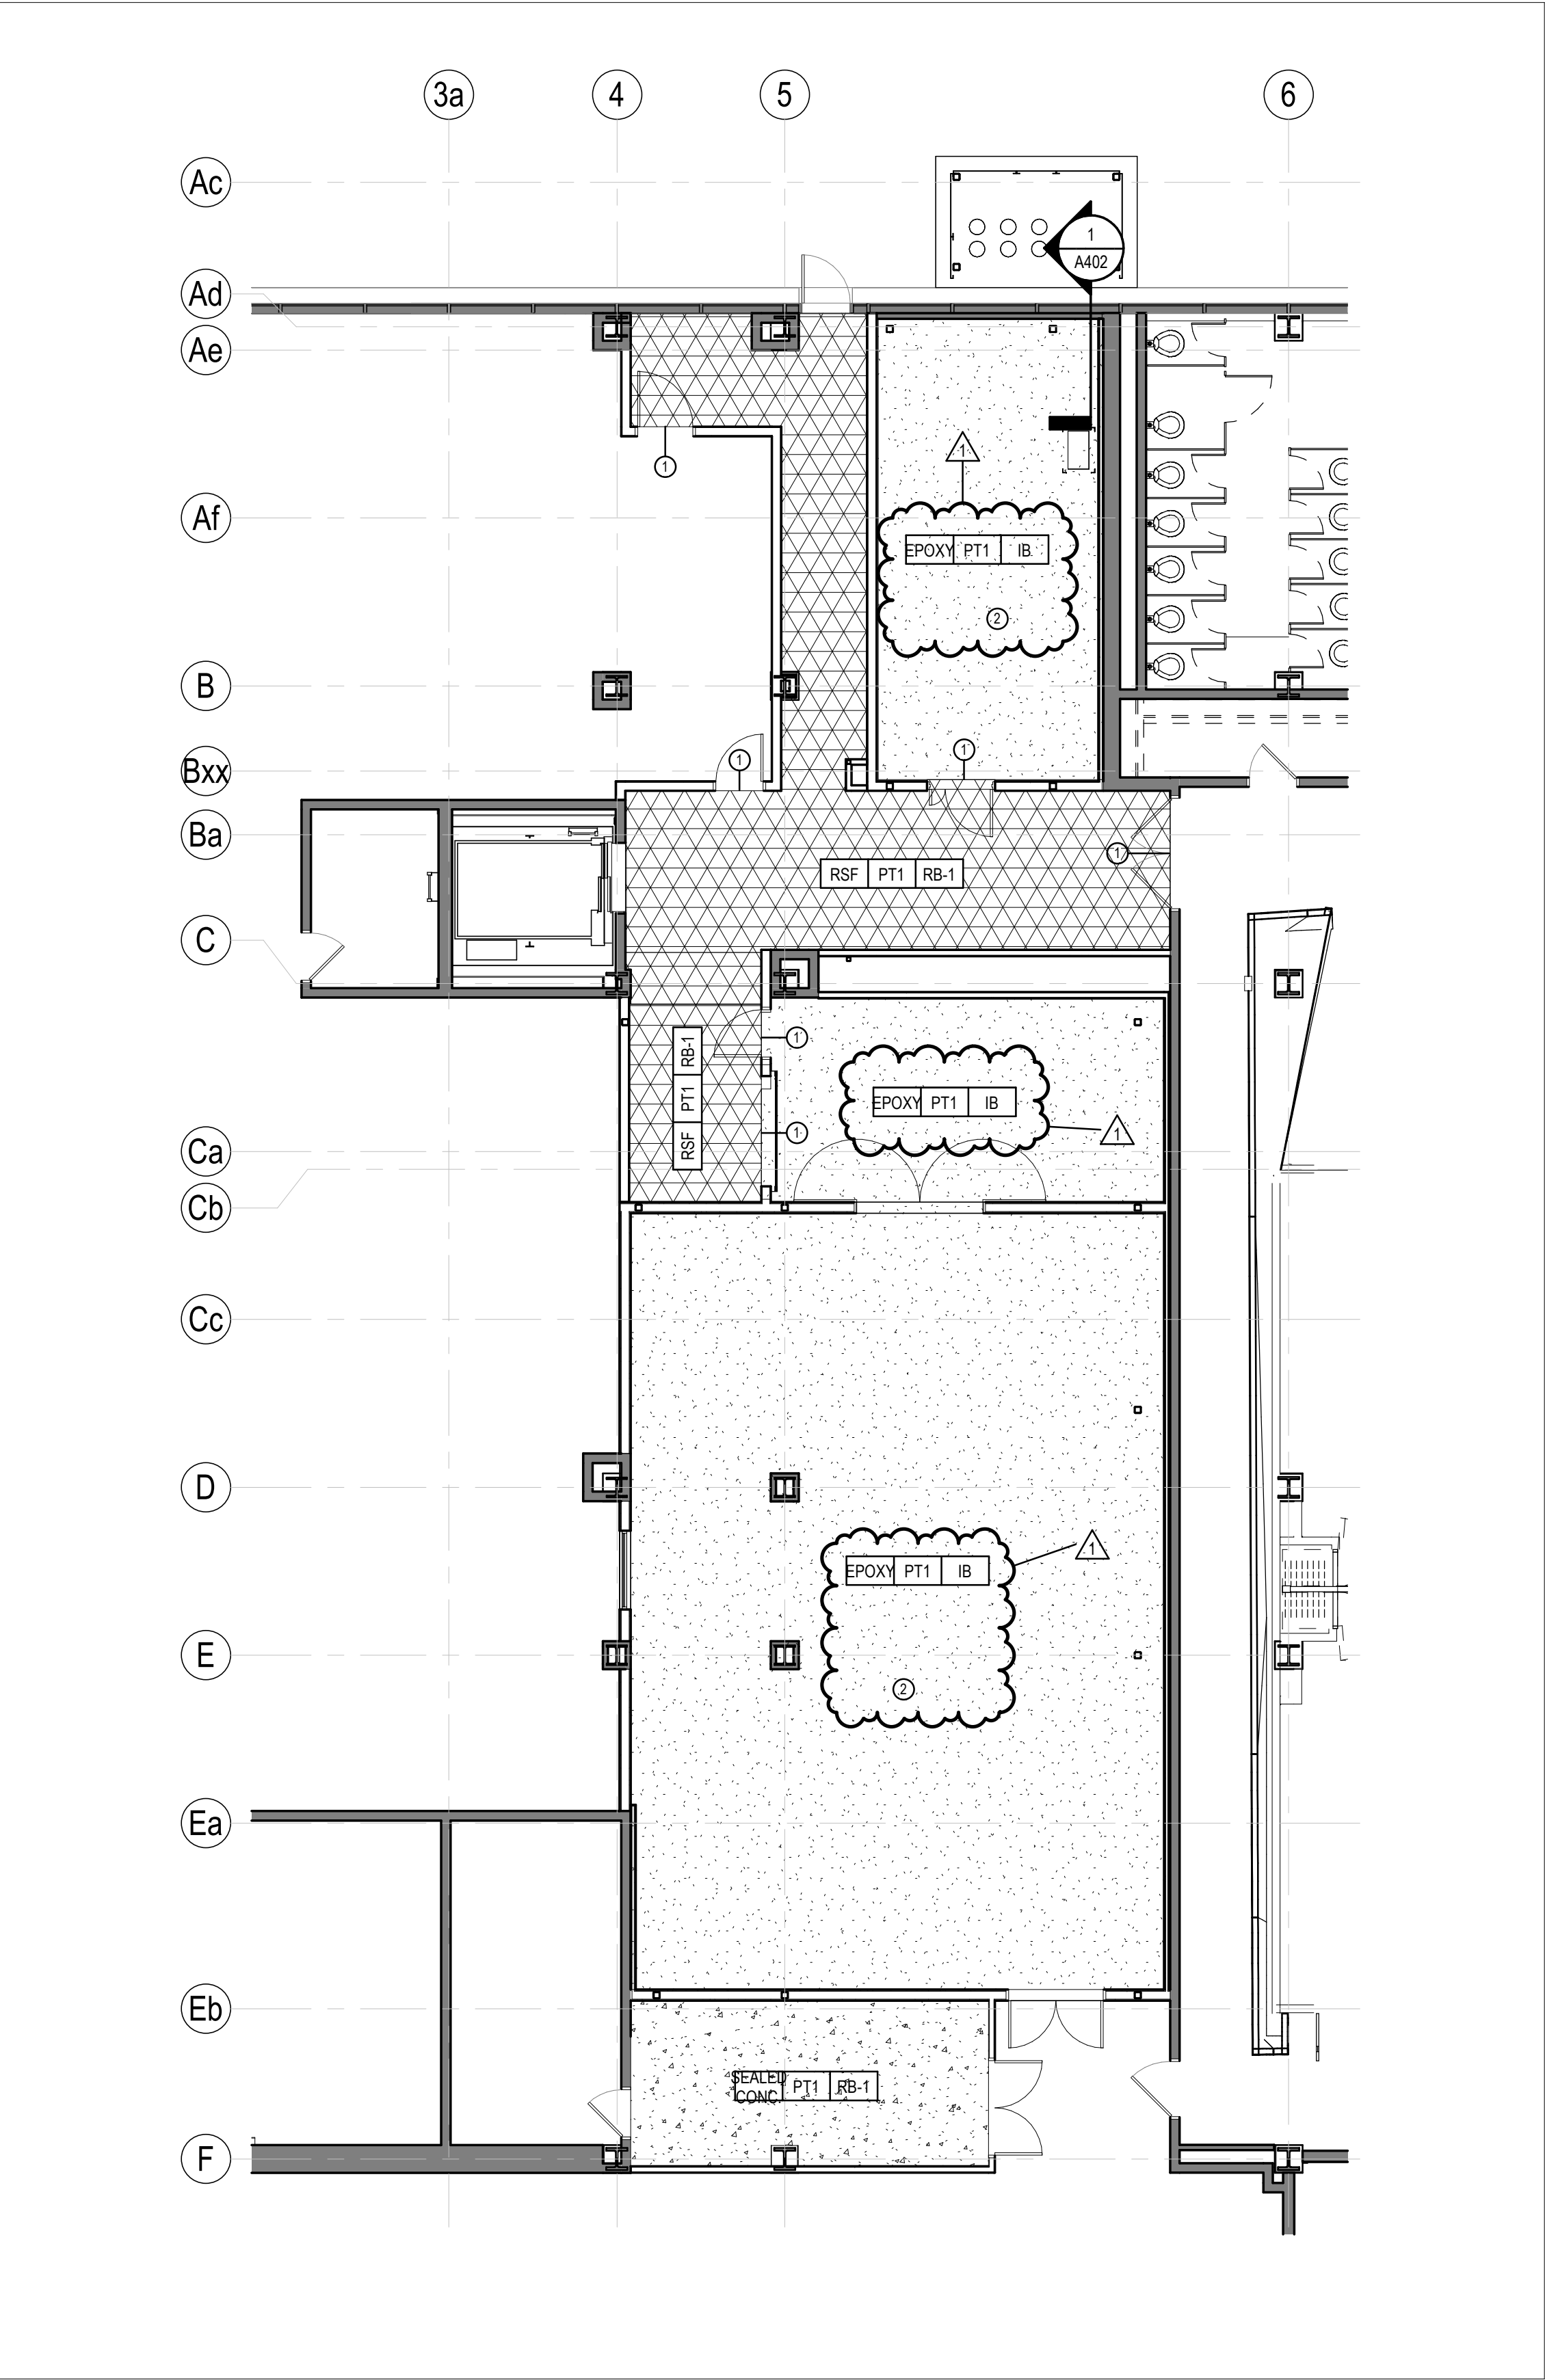 3a 4 5 6
Ac
1
A402
Ad
Ae
1
1
Af
EPOXY PT1 IB
2
B
1
1
Bxx
Ba
1
RSF PT1 RB-1
C
1
RSF PT1 RB-1
EPOXY PT1 IB
1
1
Ca
Cb
Cc
D
1
EPOXY PT1 IB
E
2
Ea
Eb
SEALED
CONC. PT1 RB-1
F